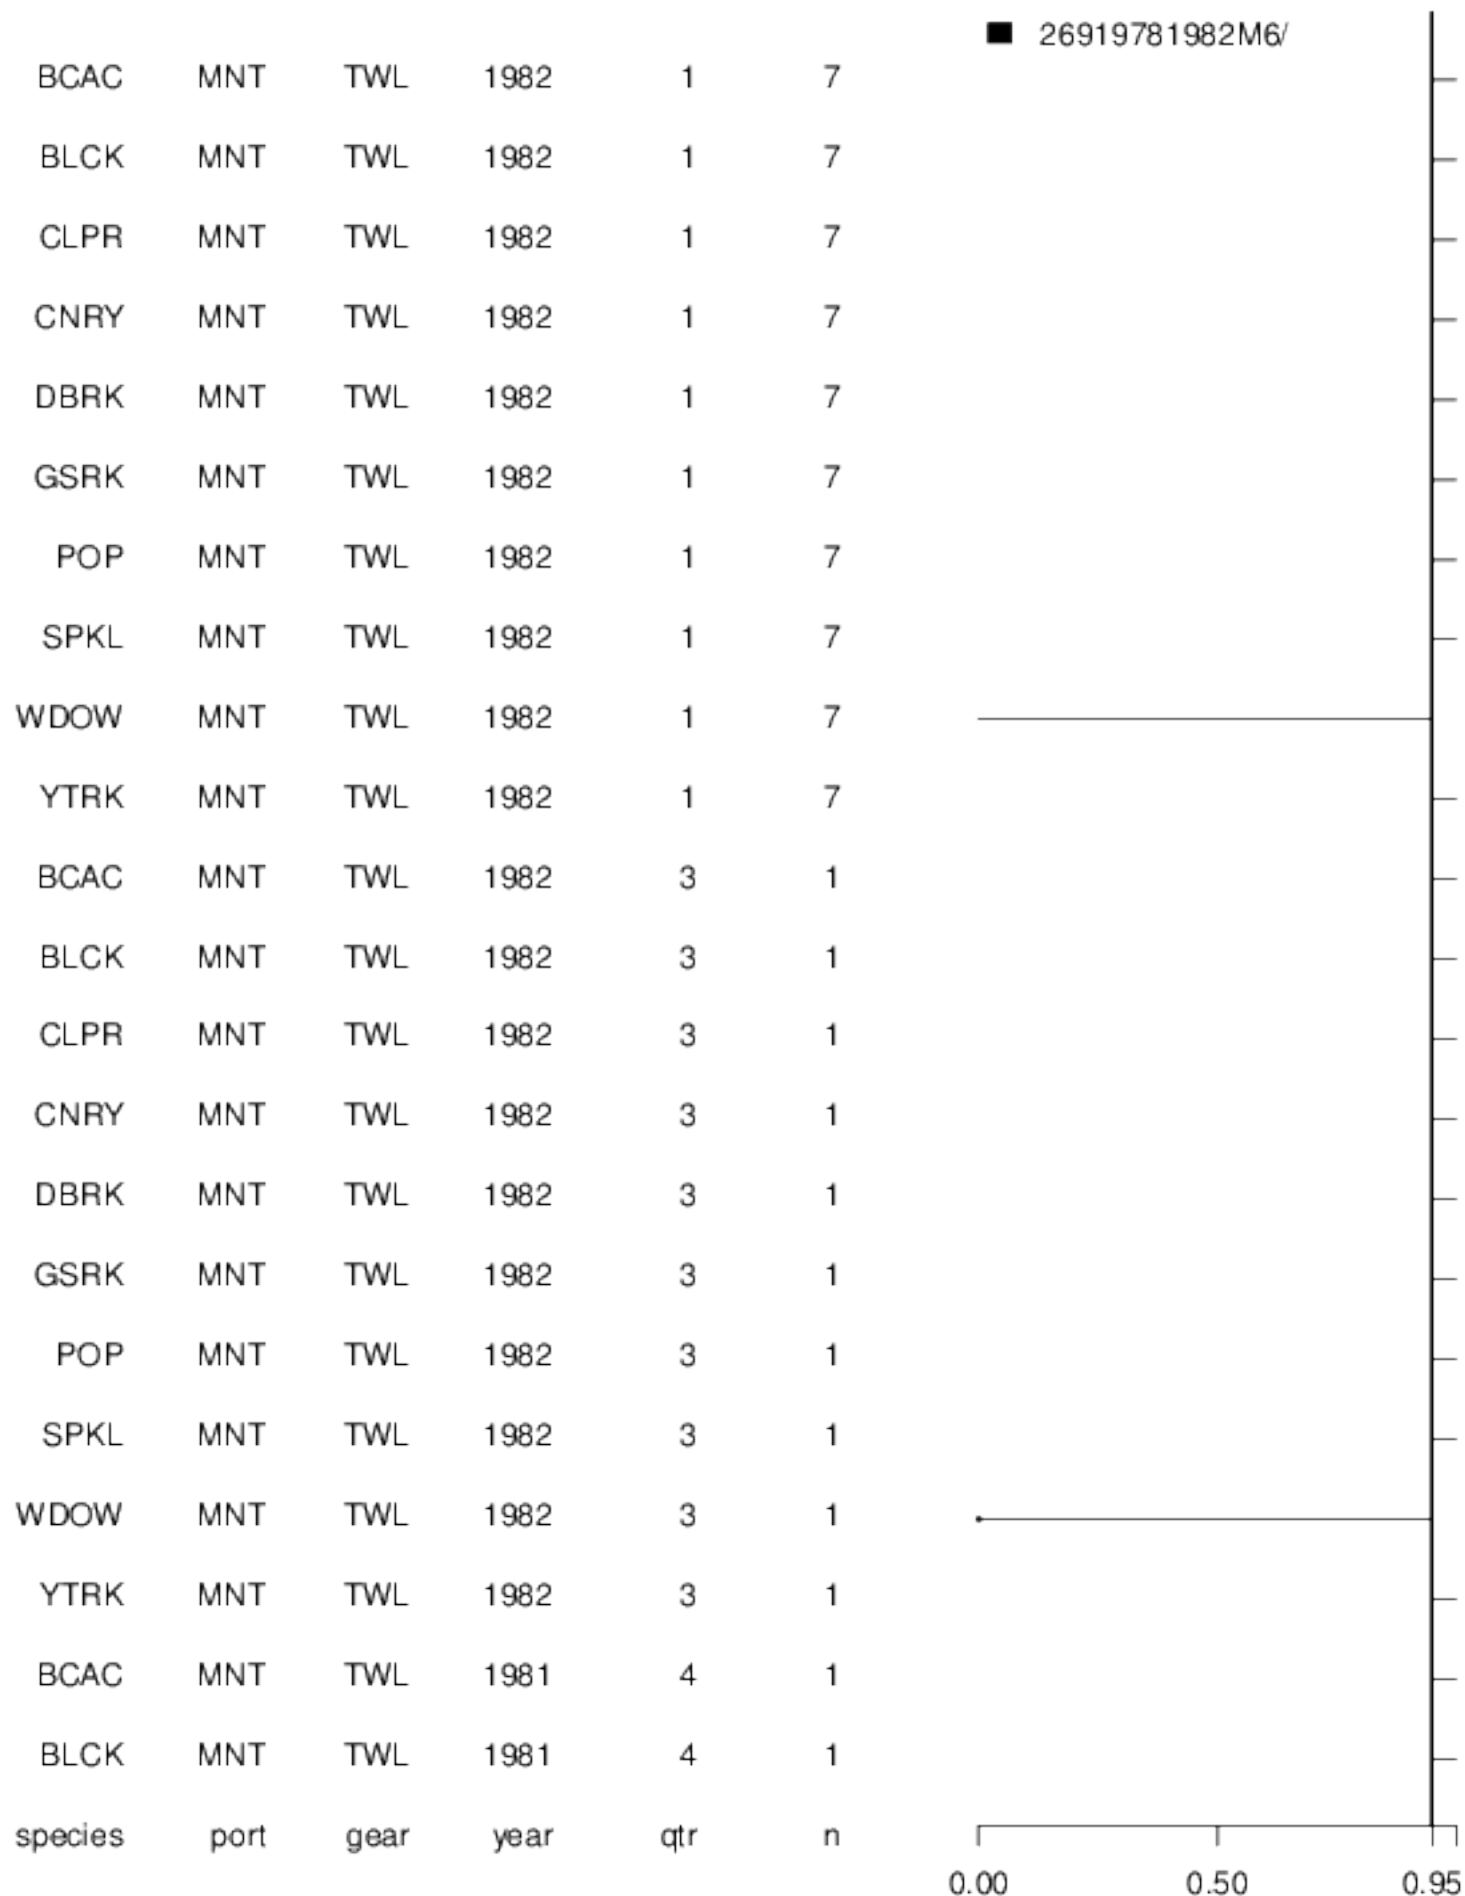 26919781982M6/
BCAC MNT TWL 1982 1 7
BLCK MNT TWL 1982 1 7
CLPR MNT TWL 1982 1 7
CNRY MNT TWL 1982 1 7
DBRK MNT TWL 1982 1 7
GSRK MNT TWL 1982 1 7
POP MNT TWL 1982 1 7
SPKL MNT TWL 1982 1 7
WDOW MNT TWL 1982 1 7
YTRK MNT TWL 1982 1 7
BCAC MNT TWL 1982 3 1
BLCK MNT TWL 1982 3 1
CLPR MNT TWL 1982 3 1
CNRY MNT TWL 1982 3 1
DBRK MNT TWL 1982 3 1
GSRK MNT TWL 1982 3 1
POP MNT TWL 1982 3 1
SPKL MNT TWL 1982 3 1
WDOW MNT TWL 1982 3 1
YTRK MNT TWL 1982 3 1
BCAC MNT TWL 1981 4 1
BLCK MNT TWL 1981 4 1
species port gear year qtr n
0.00 0.50 0.95